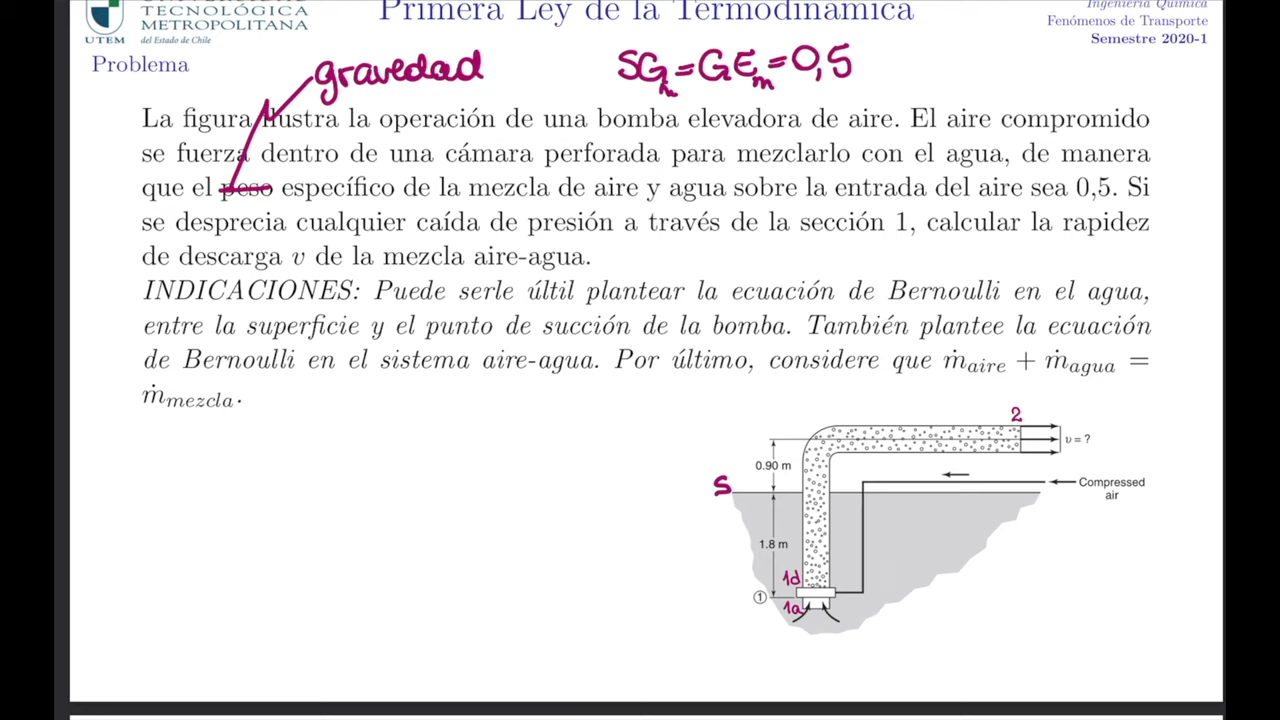 TECNOLÓGICA
METROPOLITANA
del Estado de Chile
UTEM
Primera Ley de la Termodinámica
Ingeniería Química
Fenómenos de Transporte
Semestre 2020-1
Problema
gravedad
SGm = GEm = 0,5
La figura ilustra la operación de una bomba elevadora de aire. El aire comprimido
se fuerza dentro de una cámara perforada para mezclarlo con el agua, de manera
que el peso específico de la mezcla de aire y agua sobre la entrada del aire sea 0,5. Si
se desprecia cualquier caída de presión a través de la sección 1, calcular la rapidez
de descarga v de la mezcla aire-agua.
INDICACIONES: Puede serle últil plantear la ecuación de Bernoulli en el agua,
entre la superficie y el punto de succión de la bomba. También plantee la ecuación
de Bernoulli en el sistema aire-agua. Por último, considere que ṁaire + ṁagua =
ṁmezcla.
2
v = ?
0.90 m
S
Compressed
air
1.8 m
1d
1
1a